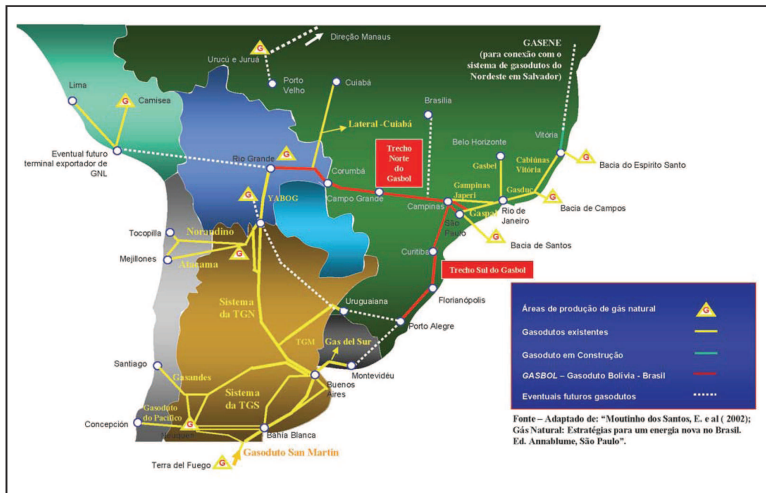 GASENE
(para conexão com o
sistema de gasodutos do
Nordeste em Salvador)
Direção Manaus
G
Urucú e Juruá
Porto
Velho
Cuiabá
Brasília
Lima
G
Camisea
Lateral -Cuiabá
Belo Horizonte
Vitória
Eventual futuro
terminal exportador de
GNL
Rio Grande
G
Trecho
Norte
do
Gasbol
Gasbel
Cabiúnas
Vitória
G
Bacia do Espirito Santo
Corumbá
Campo Grande
Campinas
Campinas
Japeri
Gasduc
G
Bacia de Campos
G
YABOG
São
Paulo
Gaspal
Rio de
Janeiro
G
Bacia de Santos
Tocopilla
Norandino
Mejillones
Atacama
G
Curitiba
Trecho Sul do Gasbol
Florianópolis
Sistema
da TGN
Uruguaiana
Porto Alegre
TGM
Gas del Sur
Montevidéu
Santiago
Gasandes
Buenos
Aires
Sistema
da TGS
Concepción
Gasoduto
do Pacífico
G
Bahía Blanca
Gasoduto San Martin
Terra del Fuego
G
Áreas de produção de gás natural
G
Gasodutos existentes
Gasoduto em Construção
GASBOL – Gasoduto Bolivia - Brasil
Eventuais futuros gasodutos
Fonte – Adaptado de: “Moutinho dos Santos, E. e al ( 2002);
Gás Natural: Estratégias para um energia nova no Brasil.
Ed. Annablume, São Paulo”.